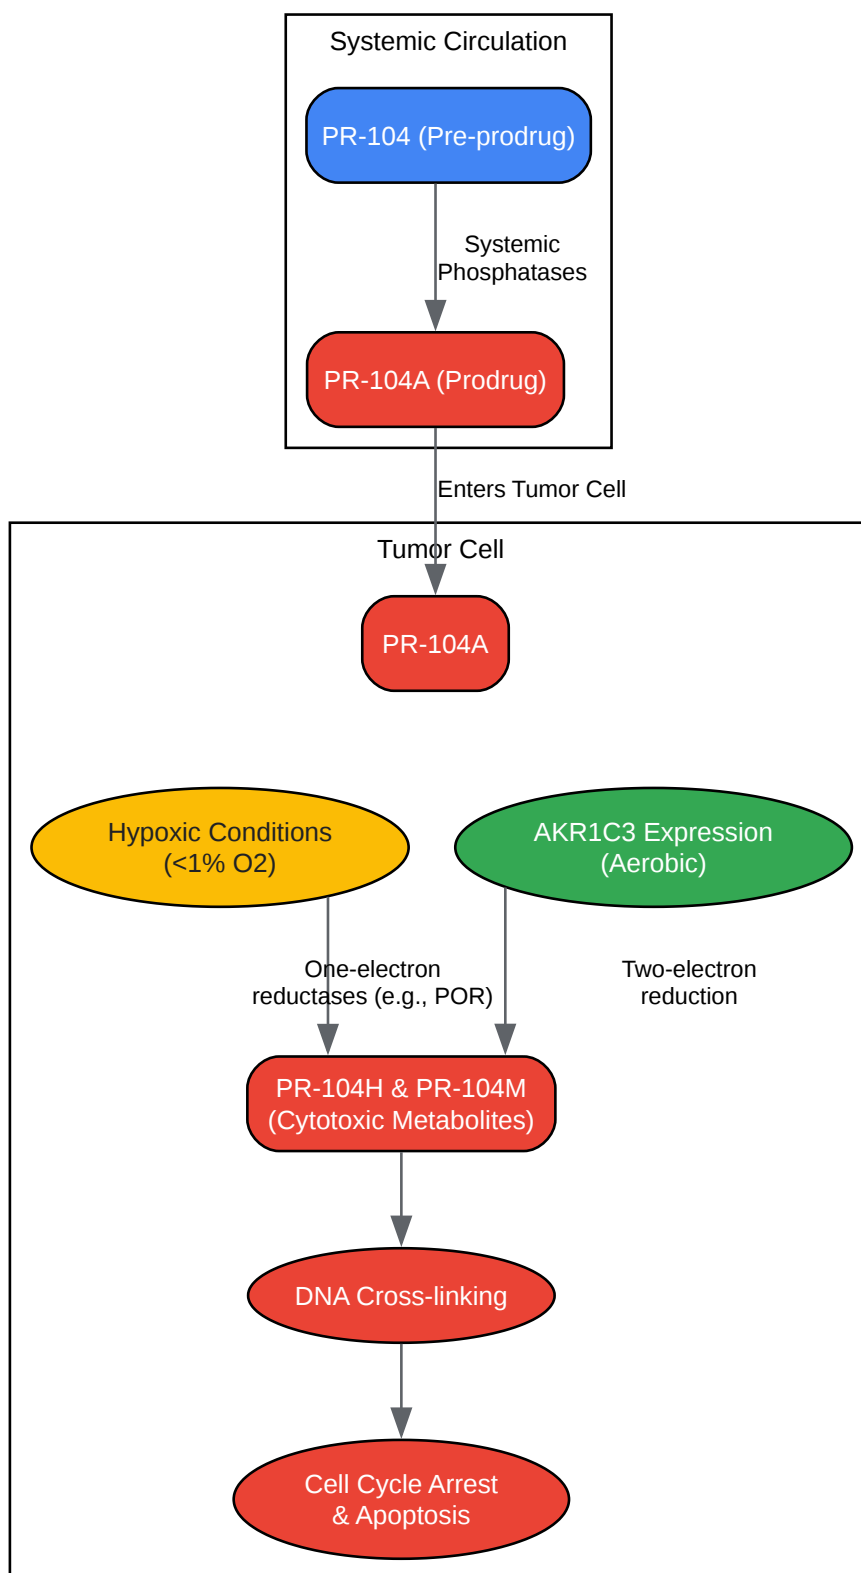 Systemic Circulation
PR-104 (Pre-prodrug)
Systemic
Phosphatases
PR-104A (Prodrug)
Enters Tumor Cell
Tumor Cell
PR-104A
Hypoxic Conditions
(<1% O2)
AKR1C3 Expression
(Aerobic)
One-electron
reductases (e.g., POR)
Two-electron
reduction
PR-104H & PR-104M
(Cytotoxic Metabolites)
DNA Cross-linking
Cell Cycle Arrest
& Apoptosis